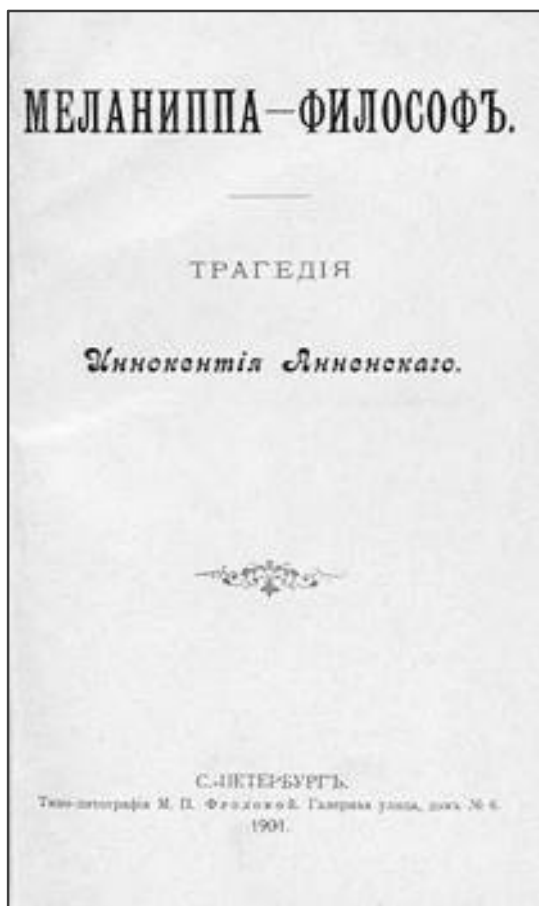 МЕЛАНИППА—ФИЛОСОФЪ.
ТРАГЕДІЯ
Иннокентія Анненскаго.
С.-ПЕТЕРБУРГЪ.
Типо-литографія М. П. Фроловой. Галерная улица, домъ № 6.
1901.